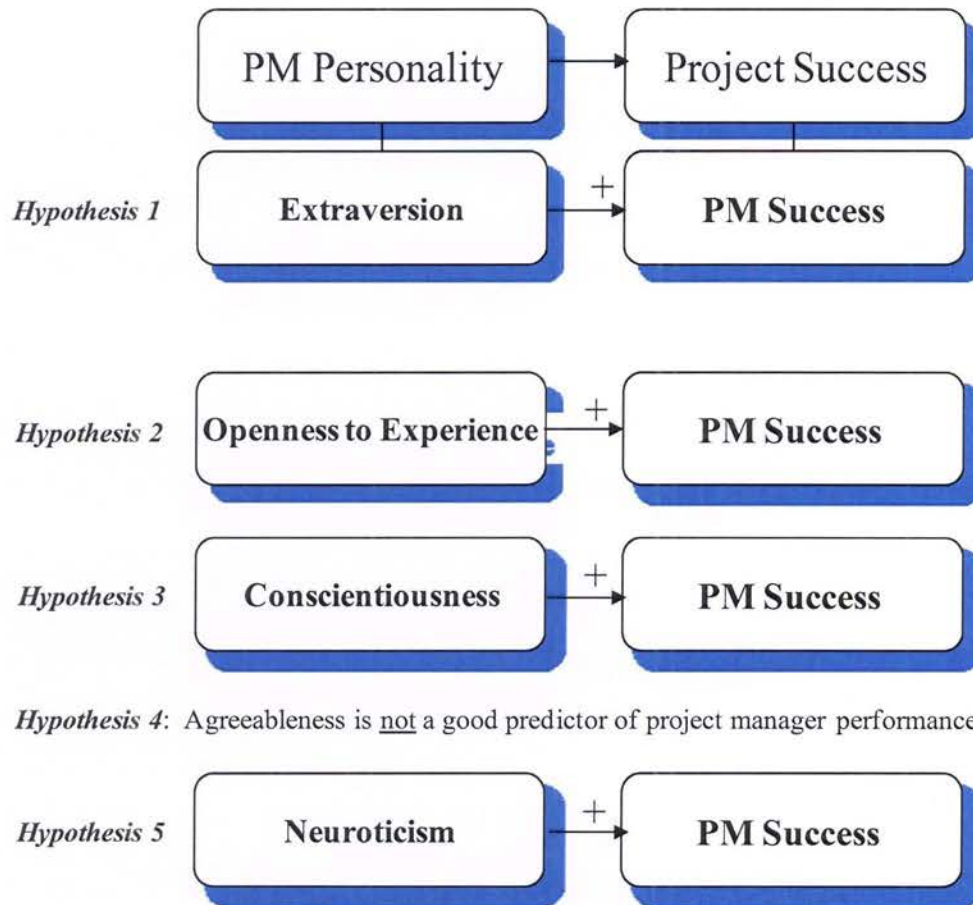 PM Personality
Project Success
Hypothesis 1
Extraversion
+
PM Success
Hypothesis 2
Openness to Experience
+
PM Success
Hypothesis 3
Conscientiousness
+
PM Success
Hypothesis 4: Agreeableness is not a good predictor of project manager performance
Hypothesis 5
Neuroticism
+
PM Success